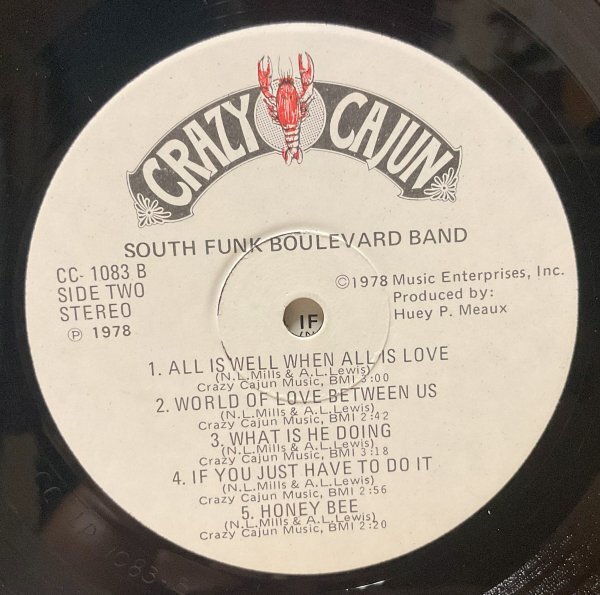 CRAZY CAJUN
SOUTH FUNK BOULEVARD BAND
CC- 1083 B
SIDE TWO
STEREO
℗ 1978
©1978 Music Enterprises, Inc.
Produced by:
Huey P. Meaux
IF
1. ALL IS WELL WHEN ALL IS LOVE
(N.L.Mills & A.L.Lewis)
Crazy Cajun Music, BMI 3:00
2. WORLD OF LOVE BETWEEN US
(N.L.Mills & A.L.Lewis)
Crazy Cajun Music, BMI 2:42
3. WHAT IS HE DOING
(N.L.Mills & A.L.Lewis)
Crazy Cajun Music, BMI 3:18
4. IF YOU JUST HAVE TO DO IT
(N.L.Mills & A.L.Lewis)
Crazy Cajun Music, BMI 2:56
5. HONEY BEE
(N.L.Mills & A.L.Lewis)
Crazy Cajun Music, BMI 2:20